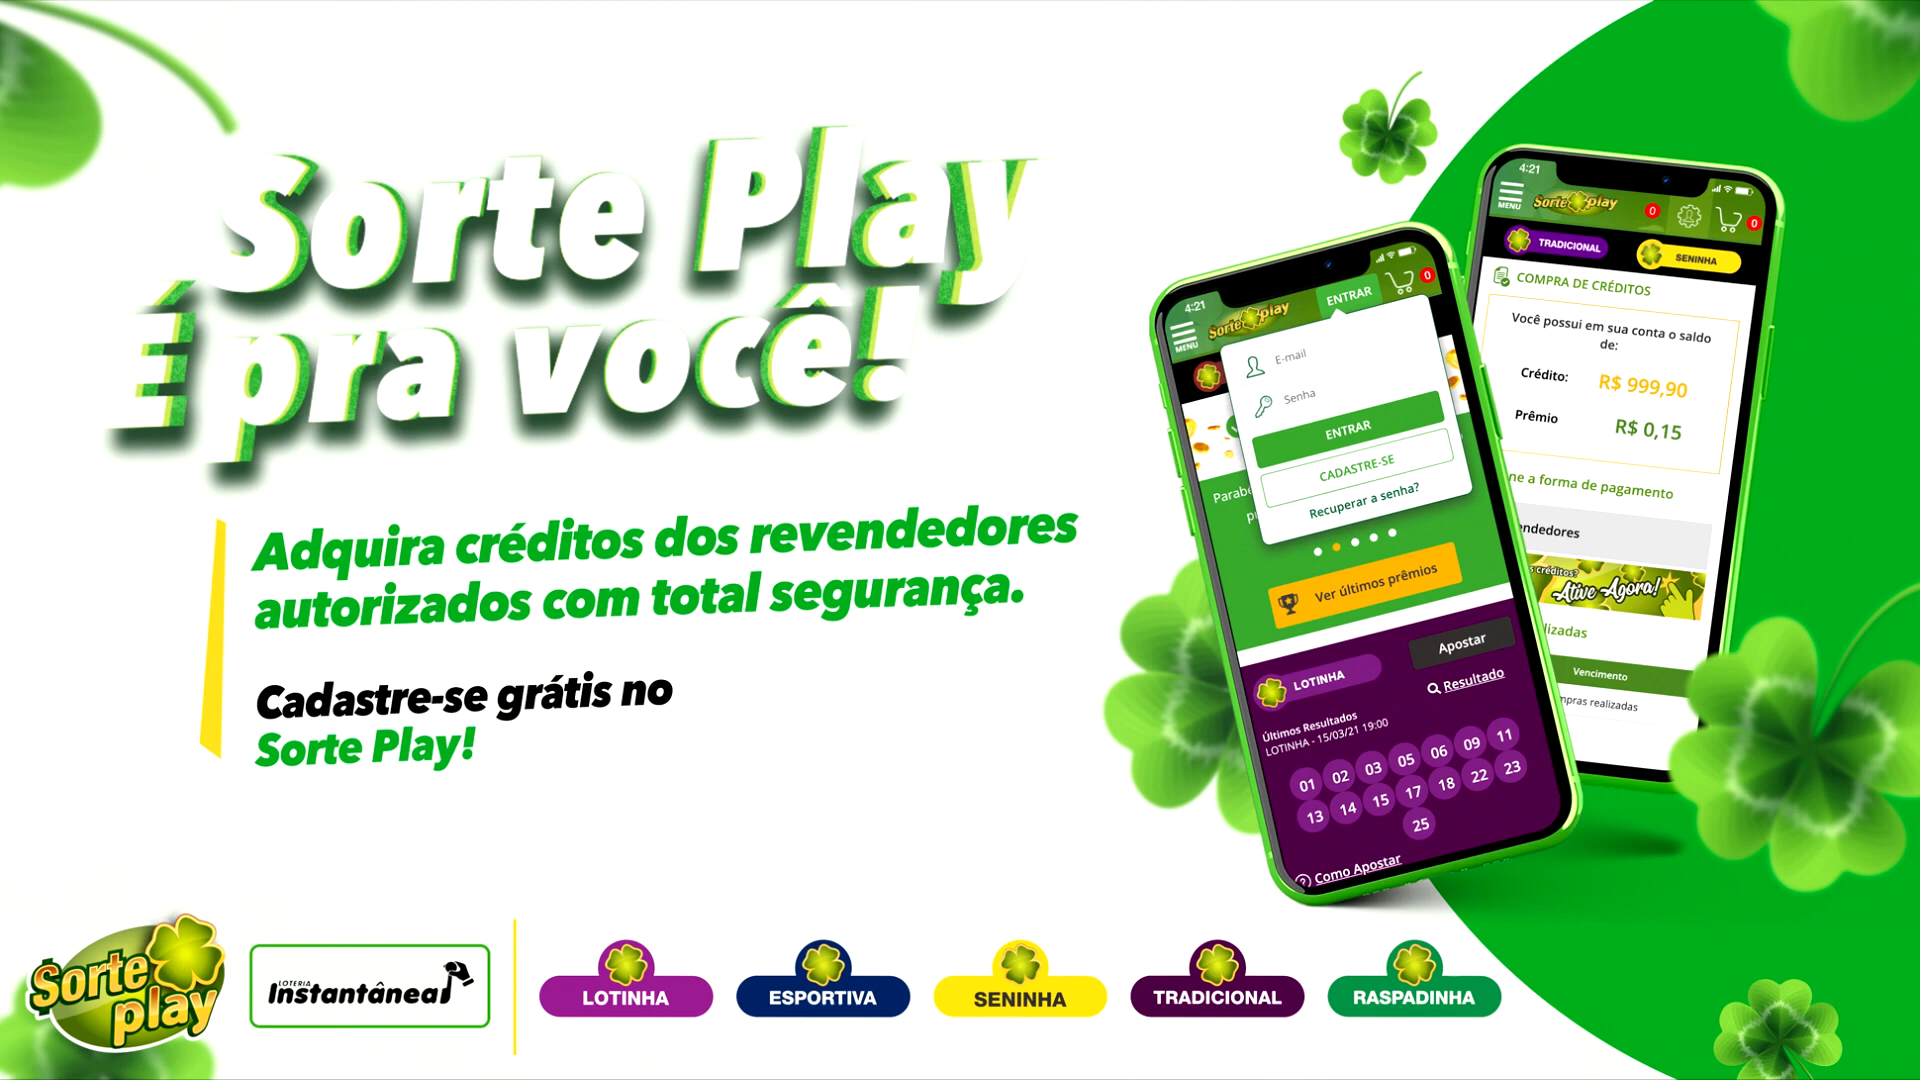 Sorte Play
É pra você!
Adquira créditos dos revendedores
autorizados com total segurança.
Cadastre-se grátis no
Sorte Play!
4:21
MENU
Sorte play
ENTRAR
0
E-mail
Senha
ENTRAR
CADASTRE-SE
Recuperar a senha?
Ver últimos prêmios
LOTINHA
Apostar
Resultado
Últimos Resultados
LOTINHA - 15/03/21 19:00
01 02 03 05 06 09 11
13 14 15 17 18 22 23
25
Como Apostar
4:21
MENU
Sorte play
0
0
TRADICIONAL
SENINHA
COMPRA DE CRÉDITOS
Você possui em sua conta o saldo
de:
Crédito: R$ 999,90
Prêmio R$ 0,15
a forma de pagamento
créditos?
Ative Agora!
Vencimento
realizadas
Sorte
play
LOTERIA
Instantânea
LOTINHA
ESPORTIVA
SENINHA
TRADICIONAL
RASPADINHA